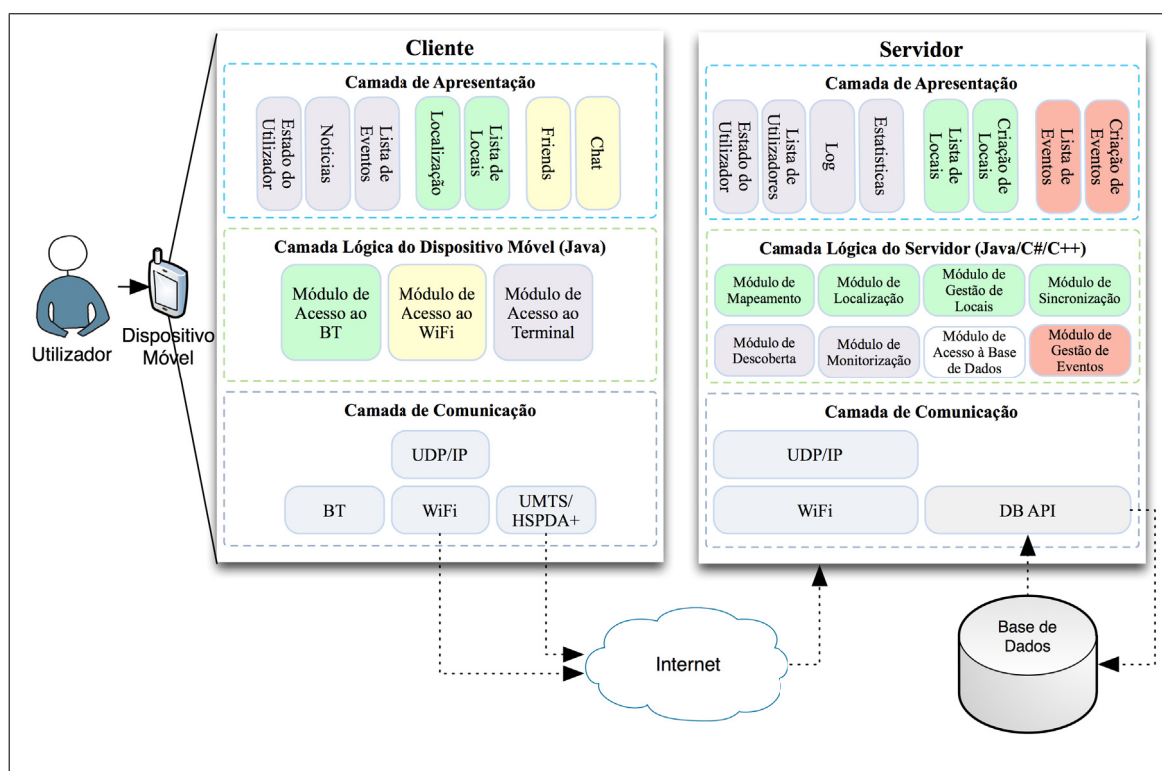 Cliente
Camada de Apresentação
Estado do
Utilizador
Noticias
Lista de
Eventos
Localização
Lista de
Locais
Friends
Chat
Camada Lógica do Dispositivo Móvel (Java)
Módulo de
Acesso ao
BT
Módulo de
Acesso ao
WiFi
Módulo de
Acesso ao
Terminal
Camada de Comunicação
UDP/IP
BT
WiFi
UMTS/
HSPDA+
Utilizador
Dispositivo
Móvel
Servidor
Camada de Apresentação
Estado do
Utilizador
Lista de
Utilizadores
Log
Estatisticas
Lista de
Locais
Criação de
Locais
Lista de
Eventos
Criação de
Eventos
Camada Lógica do Servidor (Java/C#/C++)
Módulo de
Mapeamento
Módulo de
Localização
Módulo de
Gestão de
Locais
Módulo de
Sincronização
Módulo de
Descoberta
Módulo de
Monitorização
Módulo de
Acesso à Base
de Dados
Módulo de
Gestão de
Eventos
Camada de Comunicação
UDP/IP
WiFi
DB API
Internet
Base de
Dados